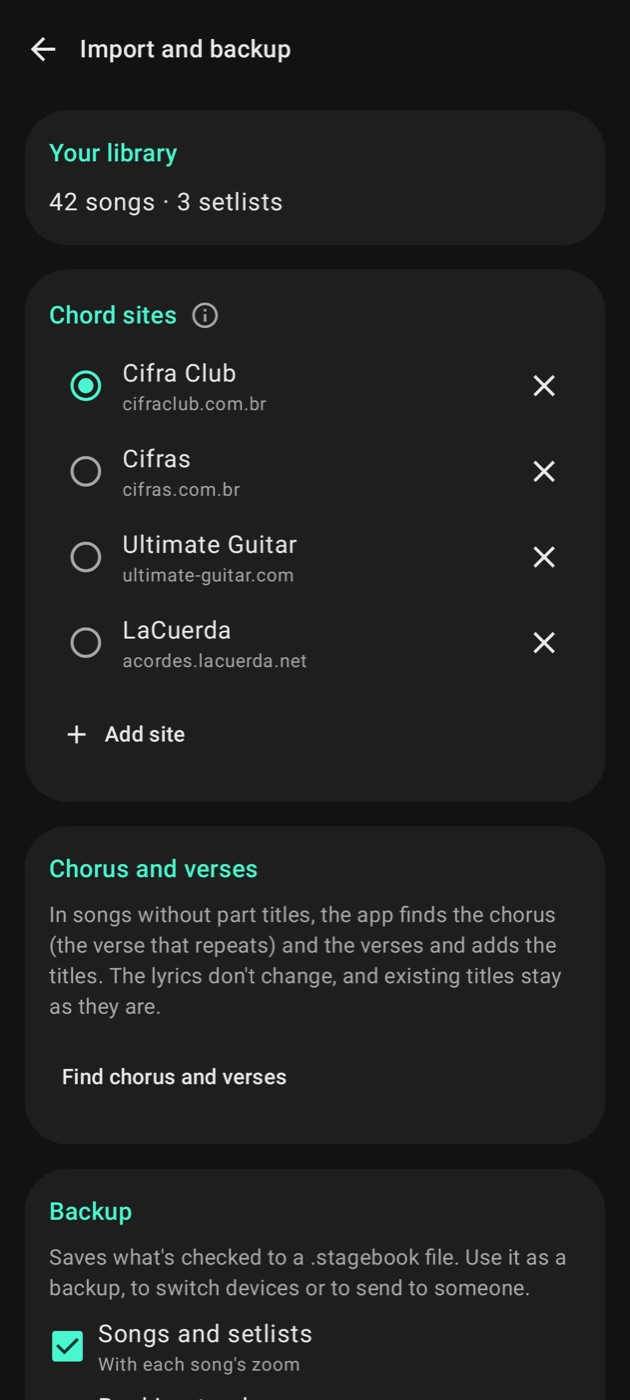 Import and backup
Your library
42 songs · 3 setlists
Chord sites
Cifra Club
cifraclub.com.br
Cifras
cifras.com.br
Ultimate Guitar
ultimate-guitar.com
LaCuerda
acordes.lacuerda.net
Add site
Chorus and verses
In songs without part titles, the app finds the chorus
(the verse that repeats) and the verses and adds the
titles. The lyrics don't change, and existing titles stay
as they are.
Find chorus and verses
Backup
Saves what's checked to a .stagebook file. Use it as a
backup, to switch devices or to send to someone.
Songs and setlists
With each song's zoom